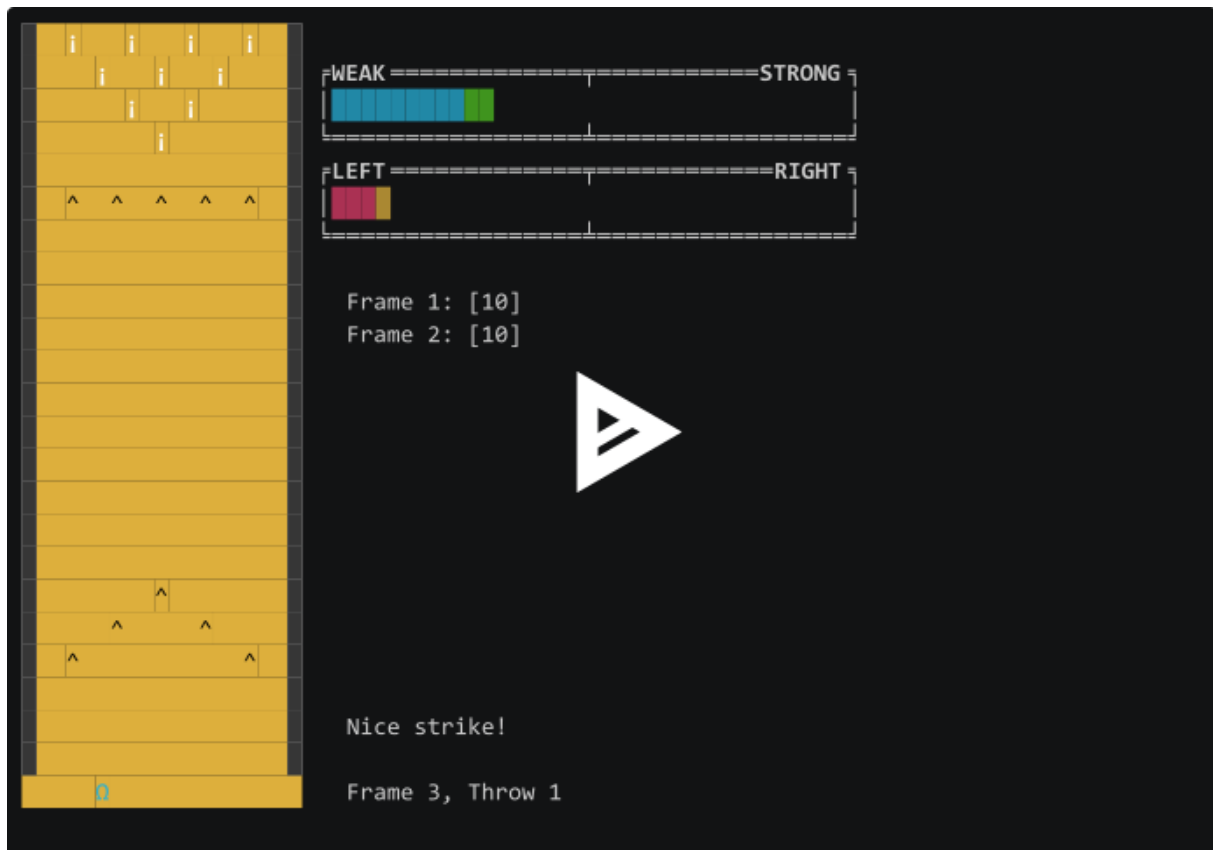 WEAK STRONG
LEFT RIGHT
Frame 1: [10]
Frame 2: [10]
Nice strike!
Frame 3, Throw 1